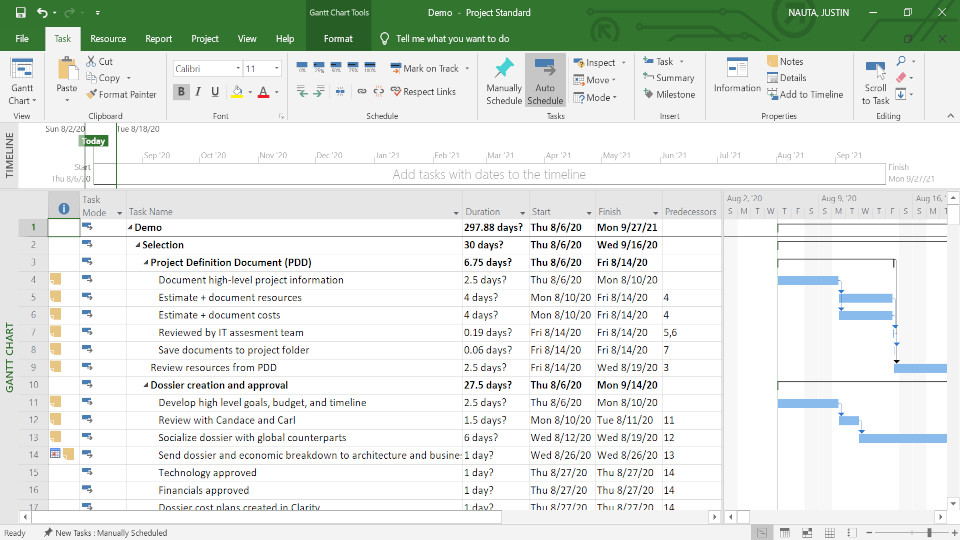 Gantt Chart Tools Demo - Project Standard NAUTA, JUSTIN
File Task Resource Report Project View Help Format Tell me what you want to do
Gantt Chart
View
Paste
Cut
Copy
Format Painter
Clipboard
Calibri 11
B I U A
Font
0% 25% 50% 75% 100%
Mark on Track
Respect Links
Schedule
Manually Schedule
Auto Schedule
Inspect
Move
Mode
Tasks
Task
Summary
Milestone
Insert
Information
Notes
Details
Add to Timeline
Properties
Scroll to Task
Editing
TIMELINE
Sun 8/2/20 Tue 8/18/20
Today
Sep '20 Oct '20 Nov '20 Dec '20 Jan '21 Feb '21 Mar '21 Apr '21 May '21 Jun '21 Jul '21 Aug '21 Sep '21
Start
Thu 8/6/20
Add tasks with dates to the timeline
Finish
Mon 9/27/21
GANTT CHART
Task Mode Task Name Duration Start Finish Predecessors
Aug 2, '20 Aug 9, '20 Aug 16, '20
S M T W T F S S M T W T F S S M T
1 Demo 297.88 days? Thu 8/6/20 Mon 9/27/21
2 Selection 30 days? Thu 8/6/20 Wed 9/16/20
3 Project Definition Document (PDD) 6.75 days? Thu 8/6/20 Fri 8/14/20
4 Document high-level project information 2.5 days? Thu 8/6/20 Mon 8/10/20
5 Estimate + document resources 4 days? Mon 8/10/20 Fri 8/14/20 4
6 Estimate + document costs 4 days? Mon 8/10/20 Fri 8/14/20 4
7 Reviewed by IT assesment team 0.19 days? Fri 8/14/20 Fri 8/14/20 5,6
8 Save documents to project folder 0.06 days? Fri 8/14/20 Fri 8/14/20 7
9 Review resources from PDD 2.5 days? Fri 8/14/20 Wed 8/19/20 3
10 Dossier creation and approval 27.5 days? Thu 8/6/20 Mon 9/14/20
11 Develop high level goals, budget, and timeline 2.5 days? Thu 8/6/20 Mon 8/10/20
12 Review with Candace and Carl 1.5 days? Mon 8/10/20 Tue 8/11/20 11
13 Socialize dossier with global counterparts 6 days? Wed 8/12/20 Wed 8/19/20 12
14 Send dossier and economic breakdown to architecture and busine 1 day? Wed 8/26/20 Wed 8/26/20 13
15 Technology approved 1 day? Thu 8/27/20 Thu 8/27/20 14
16 Financials approved 1 day? Thu 8/27/20 Thu 8/27/20 14
17 Dossier cost plans created in Clarity 1 day? Thu 8/27/20 Thu 8/27/20 14
Ready New Tasks : Manually Scheduled